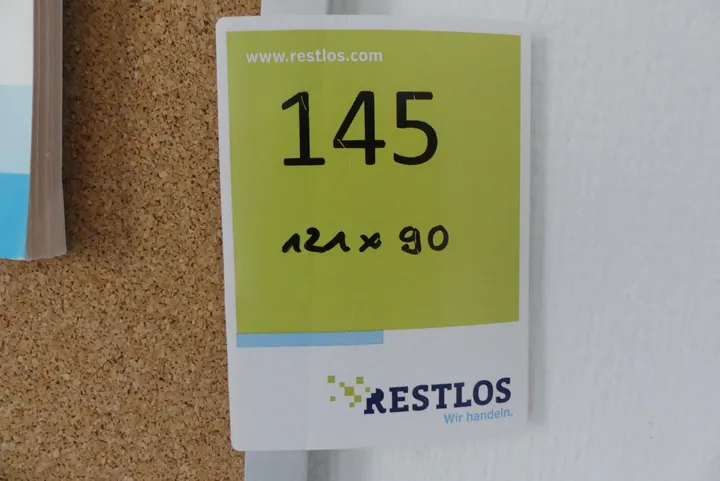 www.restlos.com
145
121 x 90
RESTLOS
Wir handeln.